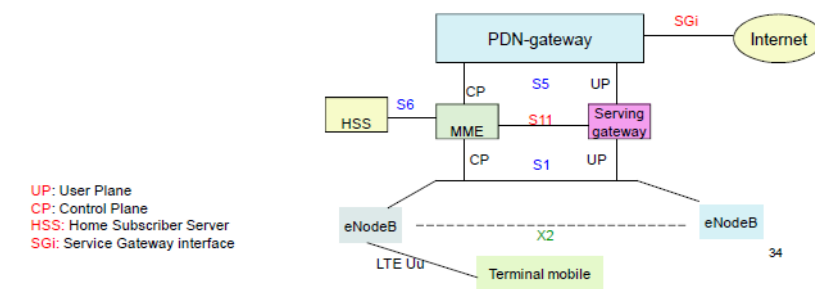 SGi
PDN-gateway
Internet
CP
S5
UP
S6
HSS
MME
S11
Serving
gateway
CP
S1
UP
UP: User Plane
CP: Control Plane
HSS: Home Subscriber Server
SGi: Service Gateway interface
eNodeB
X2
eNodeB
34
LTE Uu
Terminal mobile